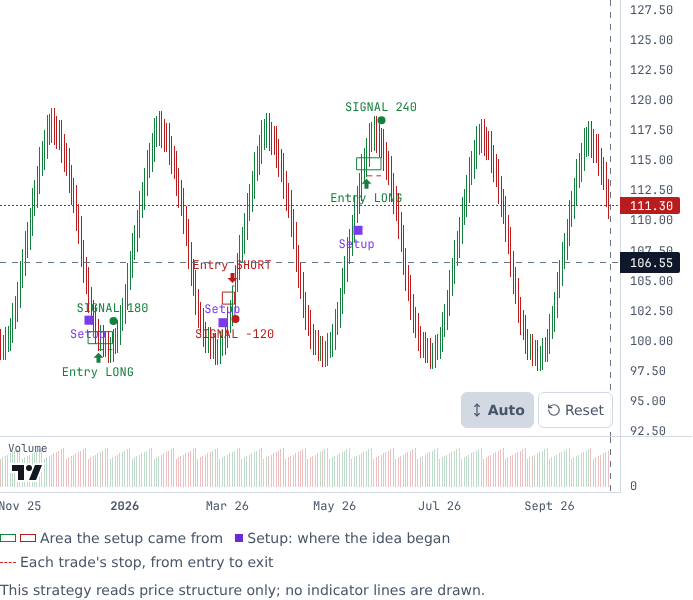 127.50
125.00
122.50
120.00
SIGNAL 240
117.50
115.00
112.50
Entry LONG
111.30
110.00
Setup
107.50
106.55
Entry SHORT
105.00
102.50
SIGNAL 180
Setup
Setup
SIGNAL -120
100.00
Entry LONG
97.50
95.00
Auto
Reset
92.50
Volume
0
Nov 25 2026 Mar 26 May 26 Jul 26 Sept 26
Area the setup came from Setup: where the idea began
Each trade's stop, from entry to exit
This strategy reads price structure only; no indicator lines are drawn.